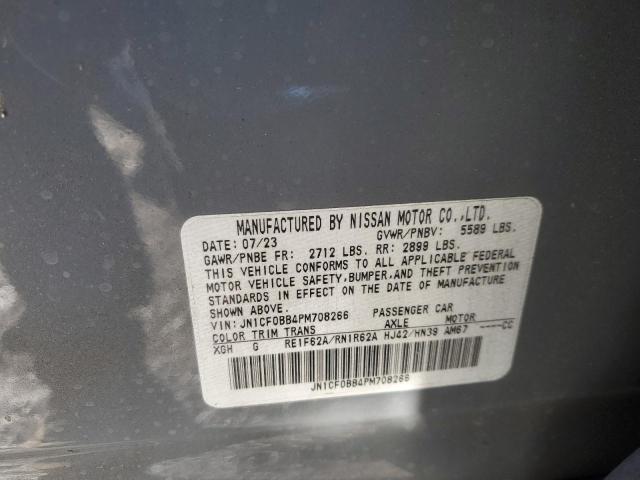 MANUFACTURED BY NISSAN MOTOR CO.,LTD.
DATE: 07/23 GVWR/PNBV: 5589 LBS.
GAWR/PNBE FR: 2712 LBS. RR: 2899 LBS.
THIS VEHICLE CONFORMS TO ALL APPLICABLE FEDERAL
MOTOR VEHICLE SAFETY,BUMPER,AND THEFT PREVENTION
STANDARDS IN EFFECT ON THE DATE OF MANUFACTURE
SHOWN ABOVE.
VIN: JN1CF0BB4PM708266 PASSENGER CAR
COLOR TRIM TRANS AXLE MOTOR
XGH G RE1F62A/RN1R62A HJ42/HN39 AM67 -----CC
JN1CF0BB4PM708266